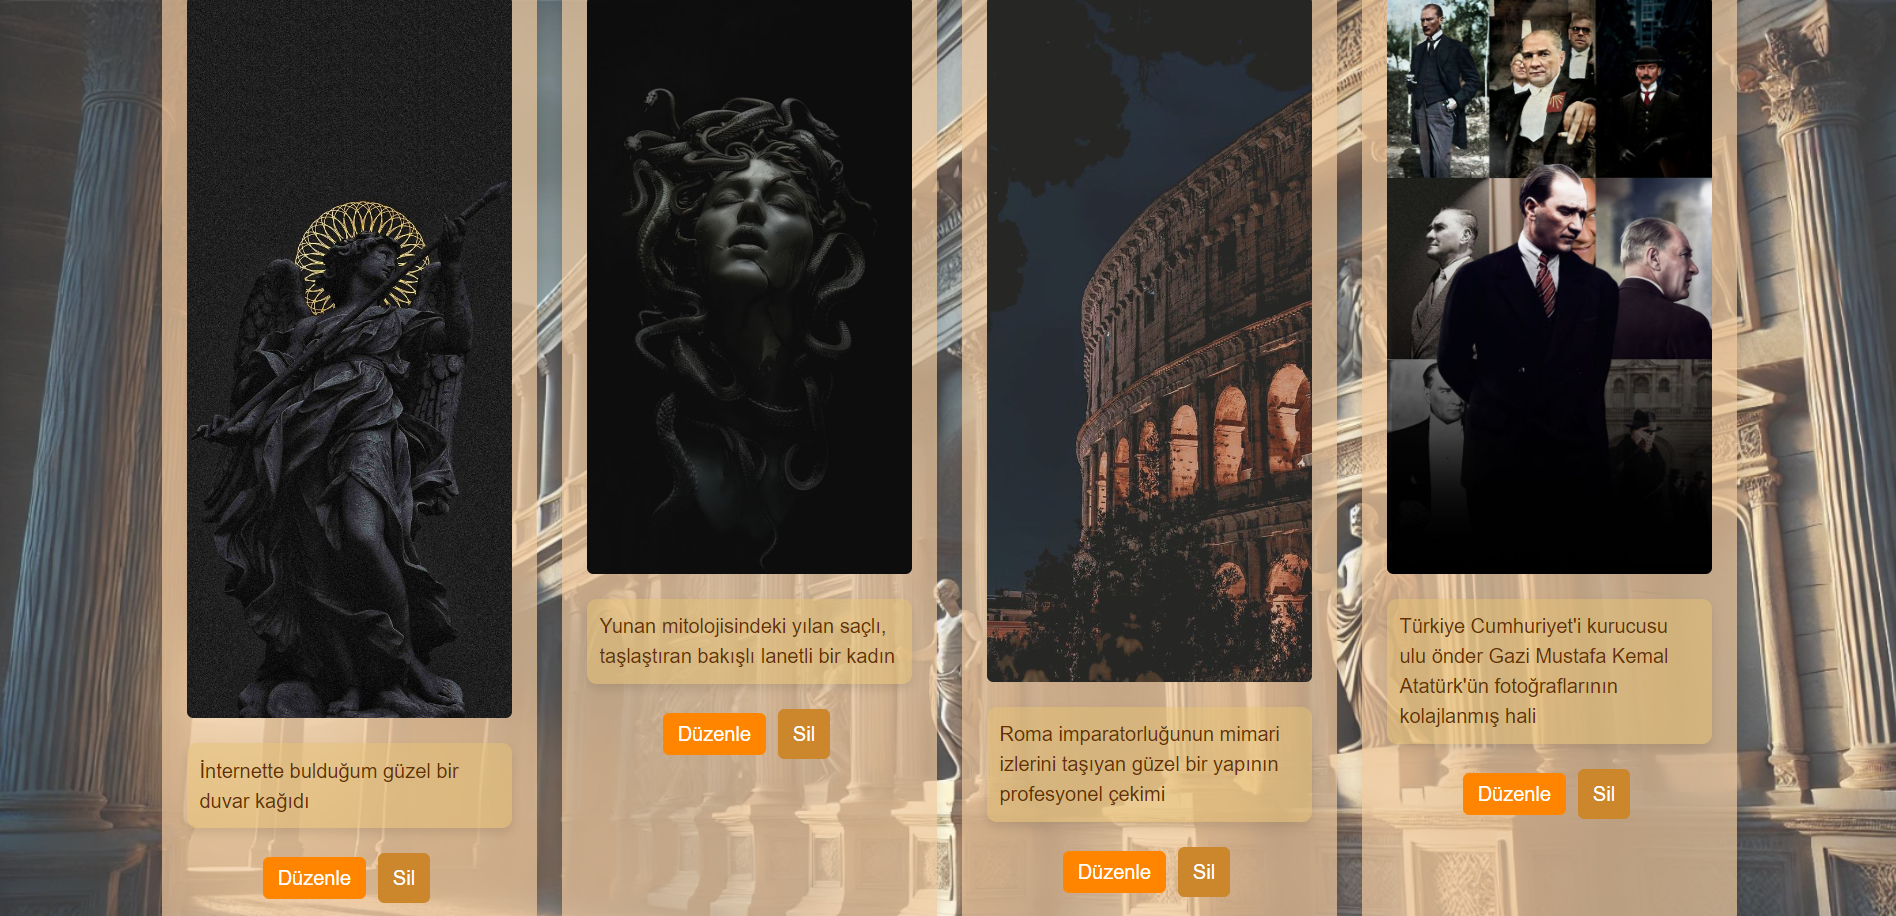 İnternette bulduğum güzel bir
duvar kağıdı
Düzenle
Sil
Yunan mitolojisindeki yılan saçlı,
taşlaştıran bakışlı lanetli bir kadın
Düzenle
Sil
Roma imparatorluğunun mimari
izlerini taşıyan güzel bir yapının
profesyonel çekimi
Düzenle
Sil
Türkiye Cumhuriyet'i kurucusu
ulu önder Gazi Mustafa Kemal
Atatürk'ün fotoğraflarının
kolajlanmış hali
Düzenle
Sil